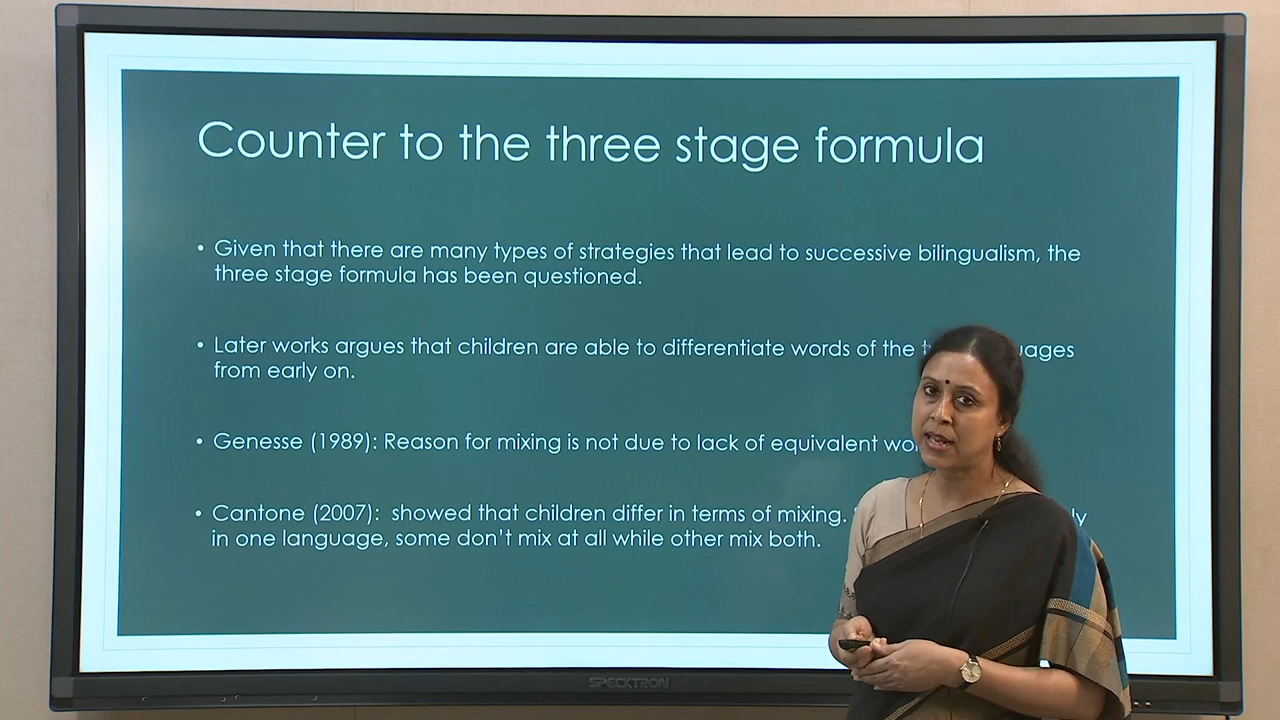 Counter to the three stage formula
• Given that there are many types of strategies that lead to successive bilingualism, the
three stage formula has been questioned.
• Later works argues that children are able to differentiate words of the
from early on.
• Genesse (1989): Reason for mixing is not due to lack of equivalent
• Cantone (2007): showed that children differ in terms of mixing.
in one language, some don't mix at all while other mix both.
SPECKTRON